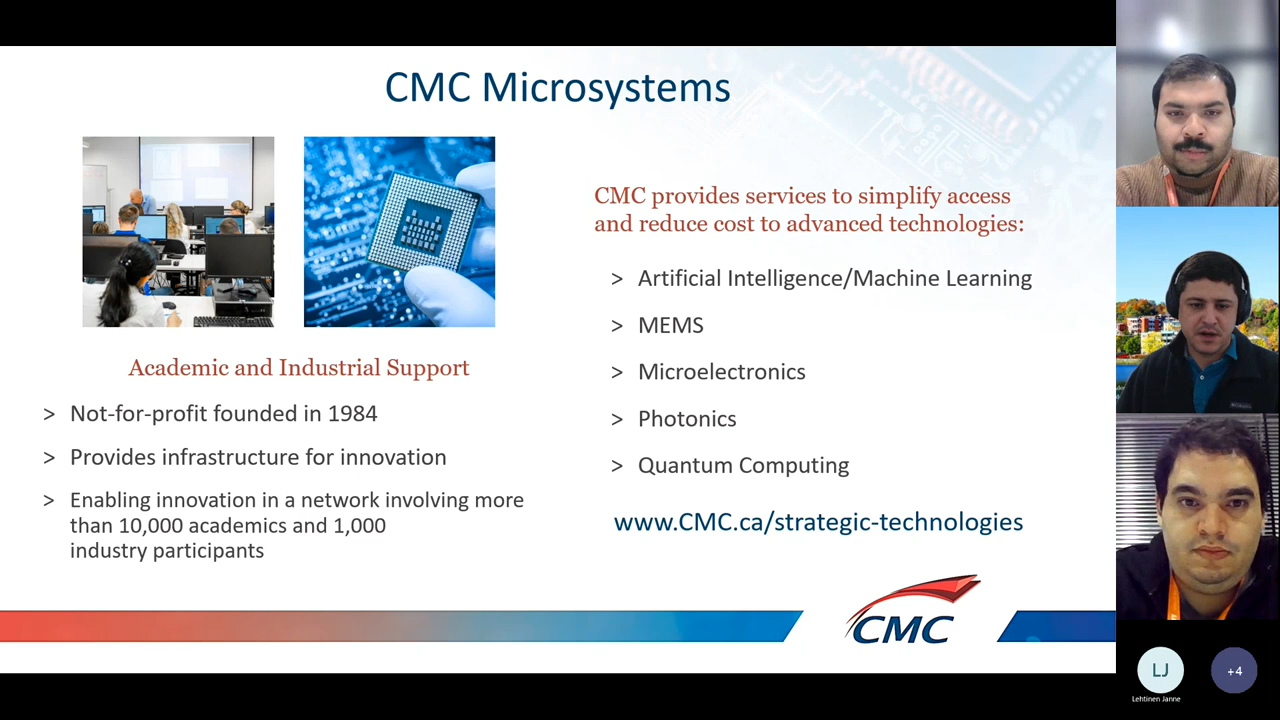 CMC Microsystems
Academic and Industrial Support
> Not-for-profit founded in 1984
> Provides infrastructure for innovation
> Enabling innovation in a network involving more
than 10,000 academics and 1,000
industry participants
CMC provides services to simplify access
and reduce cost to advanced technologies:
> Artificial Intelligence/Machine Learning
> MEMS
> Microelectronics
> Photonics
> Quantum Computing
www.CMC.ca/strategic-technologies
CMC
LJ
Lehtinen Janne
+4